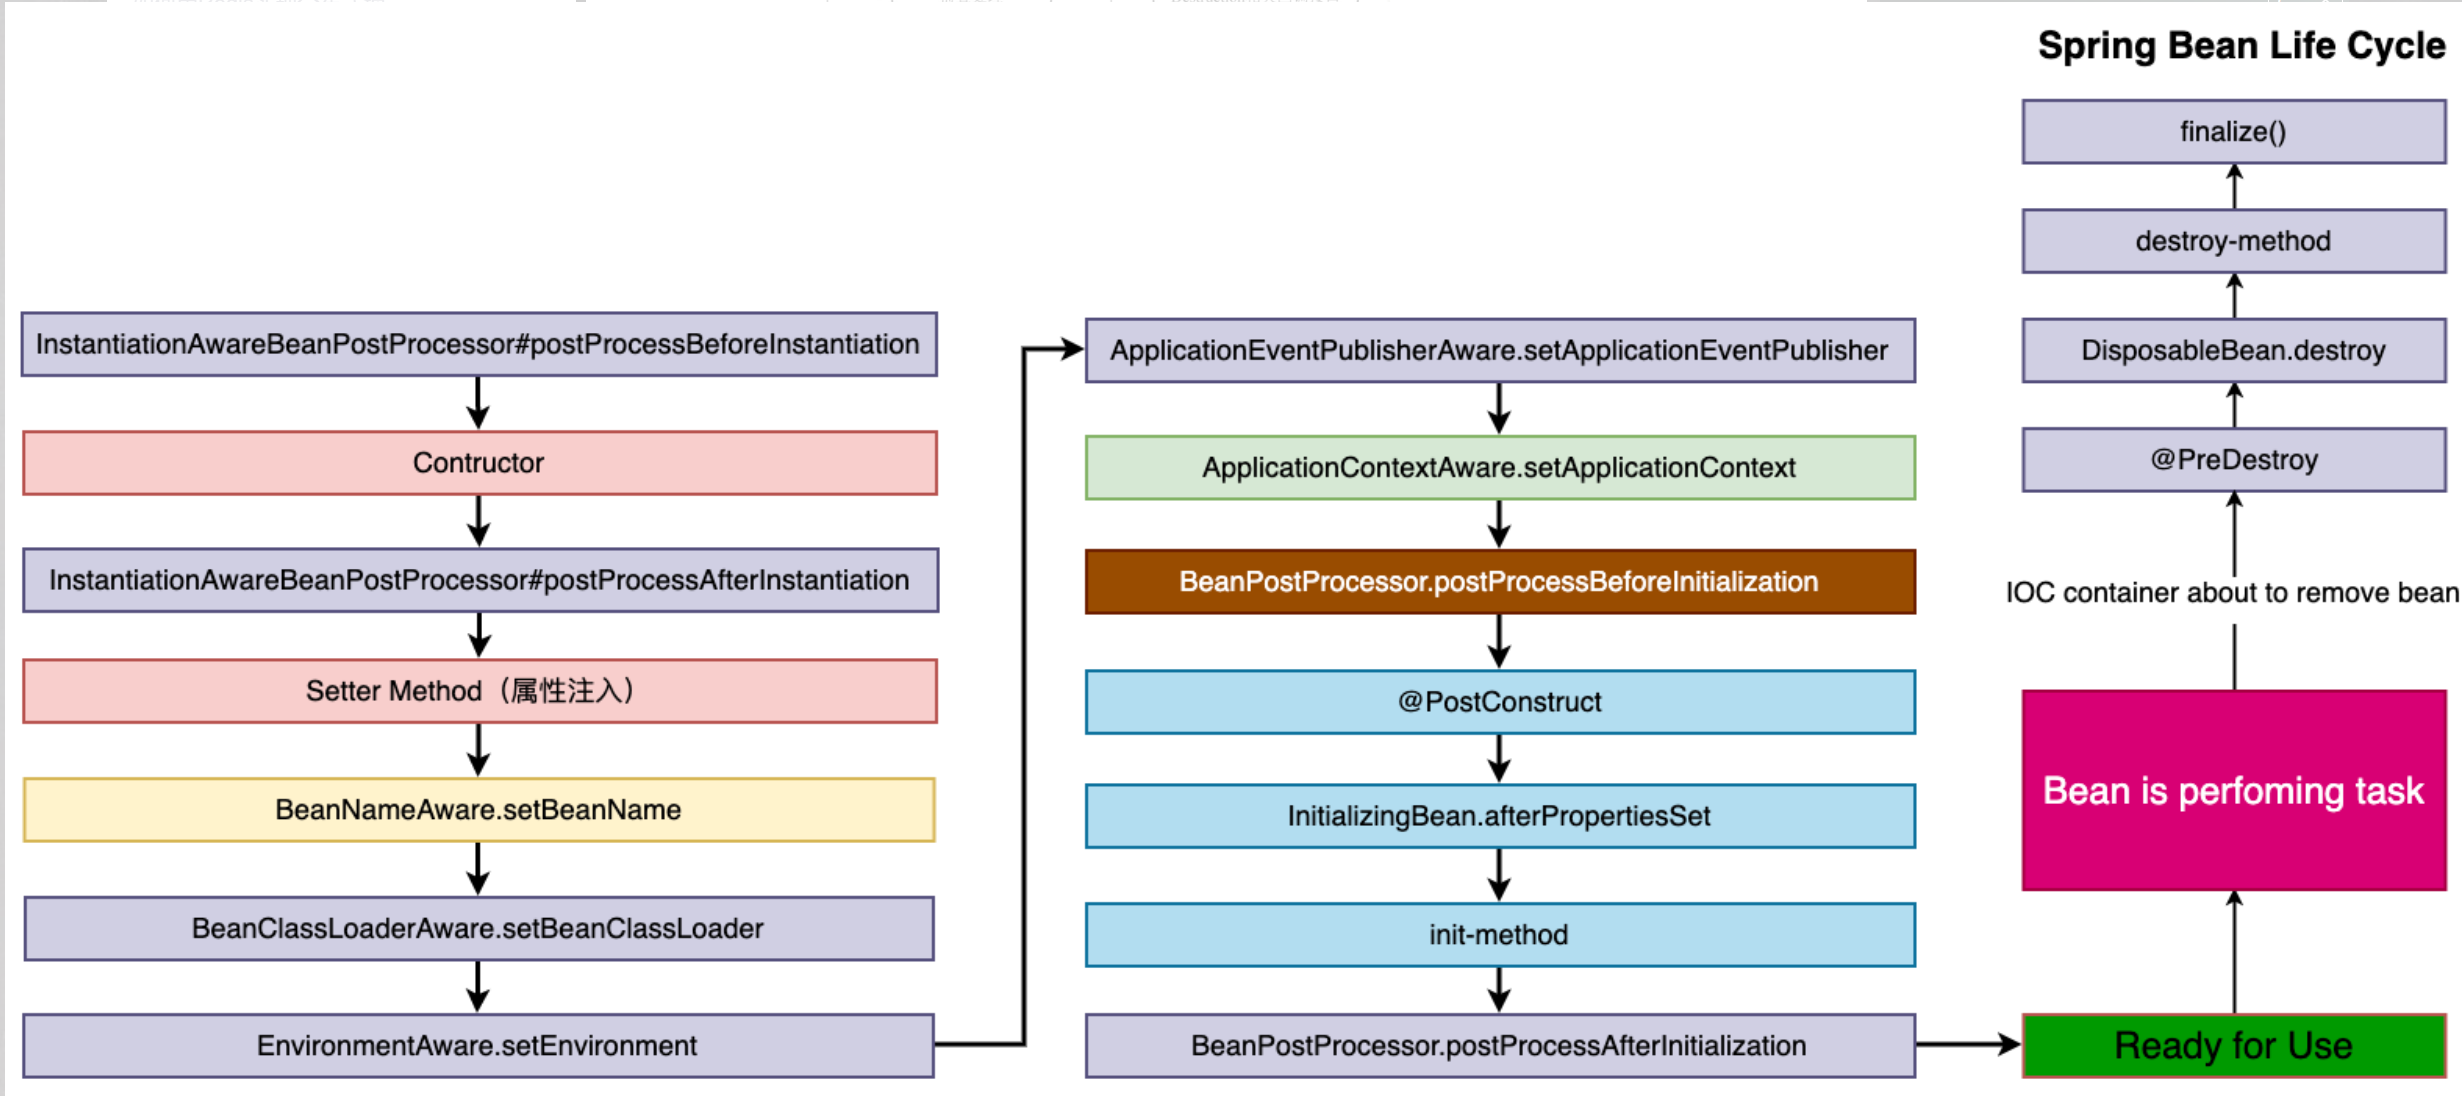 Spring Bean Life Cycle
InstantiationAwareBeanPostProcessor#postProcessBeforeInstantiation
Contructor
InstantiationAwareBeanPostProcessor#postProcessAfterInstantiation
Setter Method（属性注入）
BeanNameAware.setBeanName
BeanClassLoaderAware.setBeanClassLoader
EnvironmentAware.setEnvironment
ApplicationEventPublisherAware.setApplicationEventPublisher
ApplicationContextAware.setApplicationContext
BeanPostProcessor.postProcessBeforeInitialization
@PostConstruct
InitializingBean.afterPropertiesSet
init-method
BeanPostProcessor.postProcessAfterInitialization
Ready for Use
Bean is perfoming task
IOC container about to remove bean
@PreDestroy
DisposableBean.destroy
destroy-method
finalize()